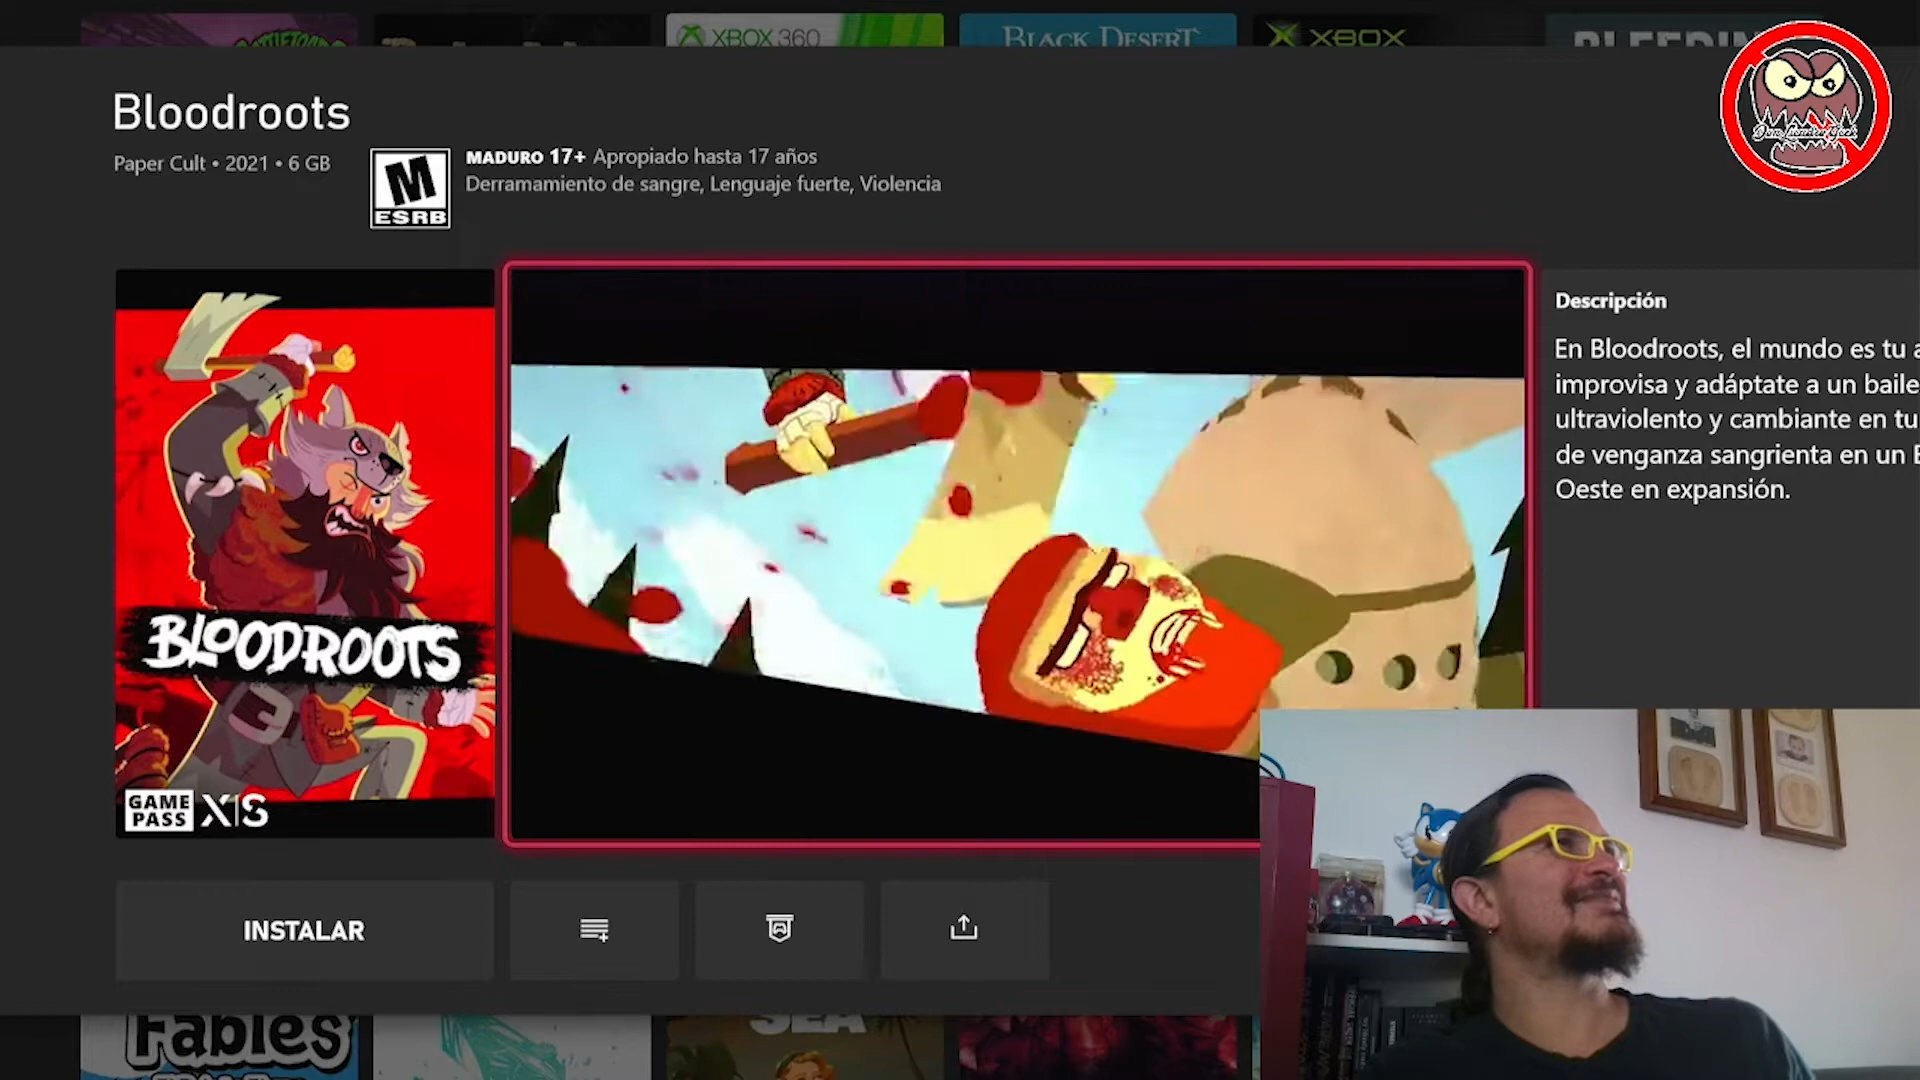 XBOX 360
BLACK DESERT
XBOX
Bloodroots
Paper Cult • 2021 • 6 GB
M
ESRB
MADURO 17+ Apropiado hasta 17 años
Derramamiento de sangre, Lenguaje fuerte, Violencia
BLOODROOTS
GAME
PASS
X|S
Descripción
En Bloodroots, el mundo es tu a
improvisa y adáptate a un baile
ultraviolento y cambiante en tu
de venganza sangrienta en un
Oeste en expansión.
INSTALAR
Fables
SEA